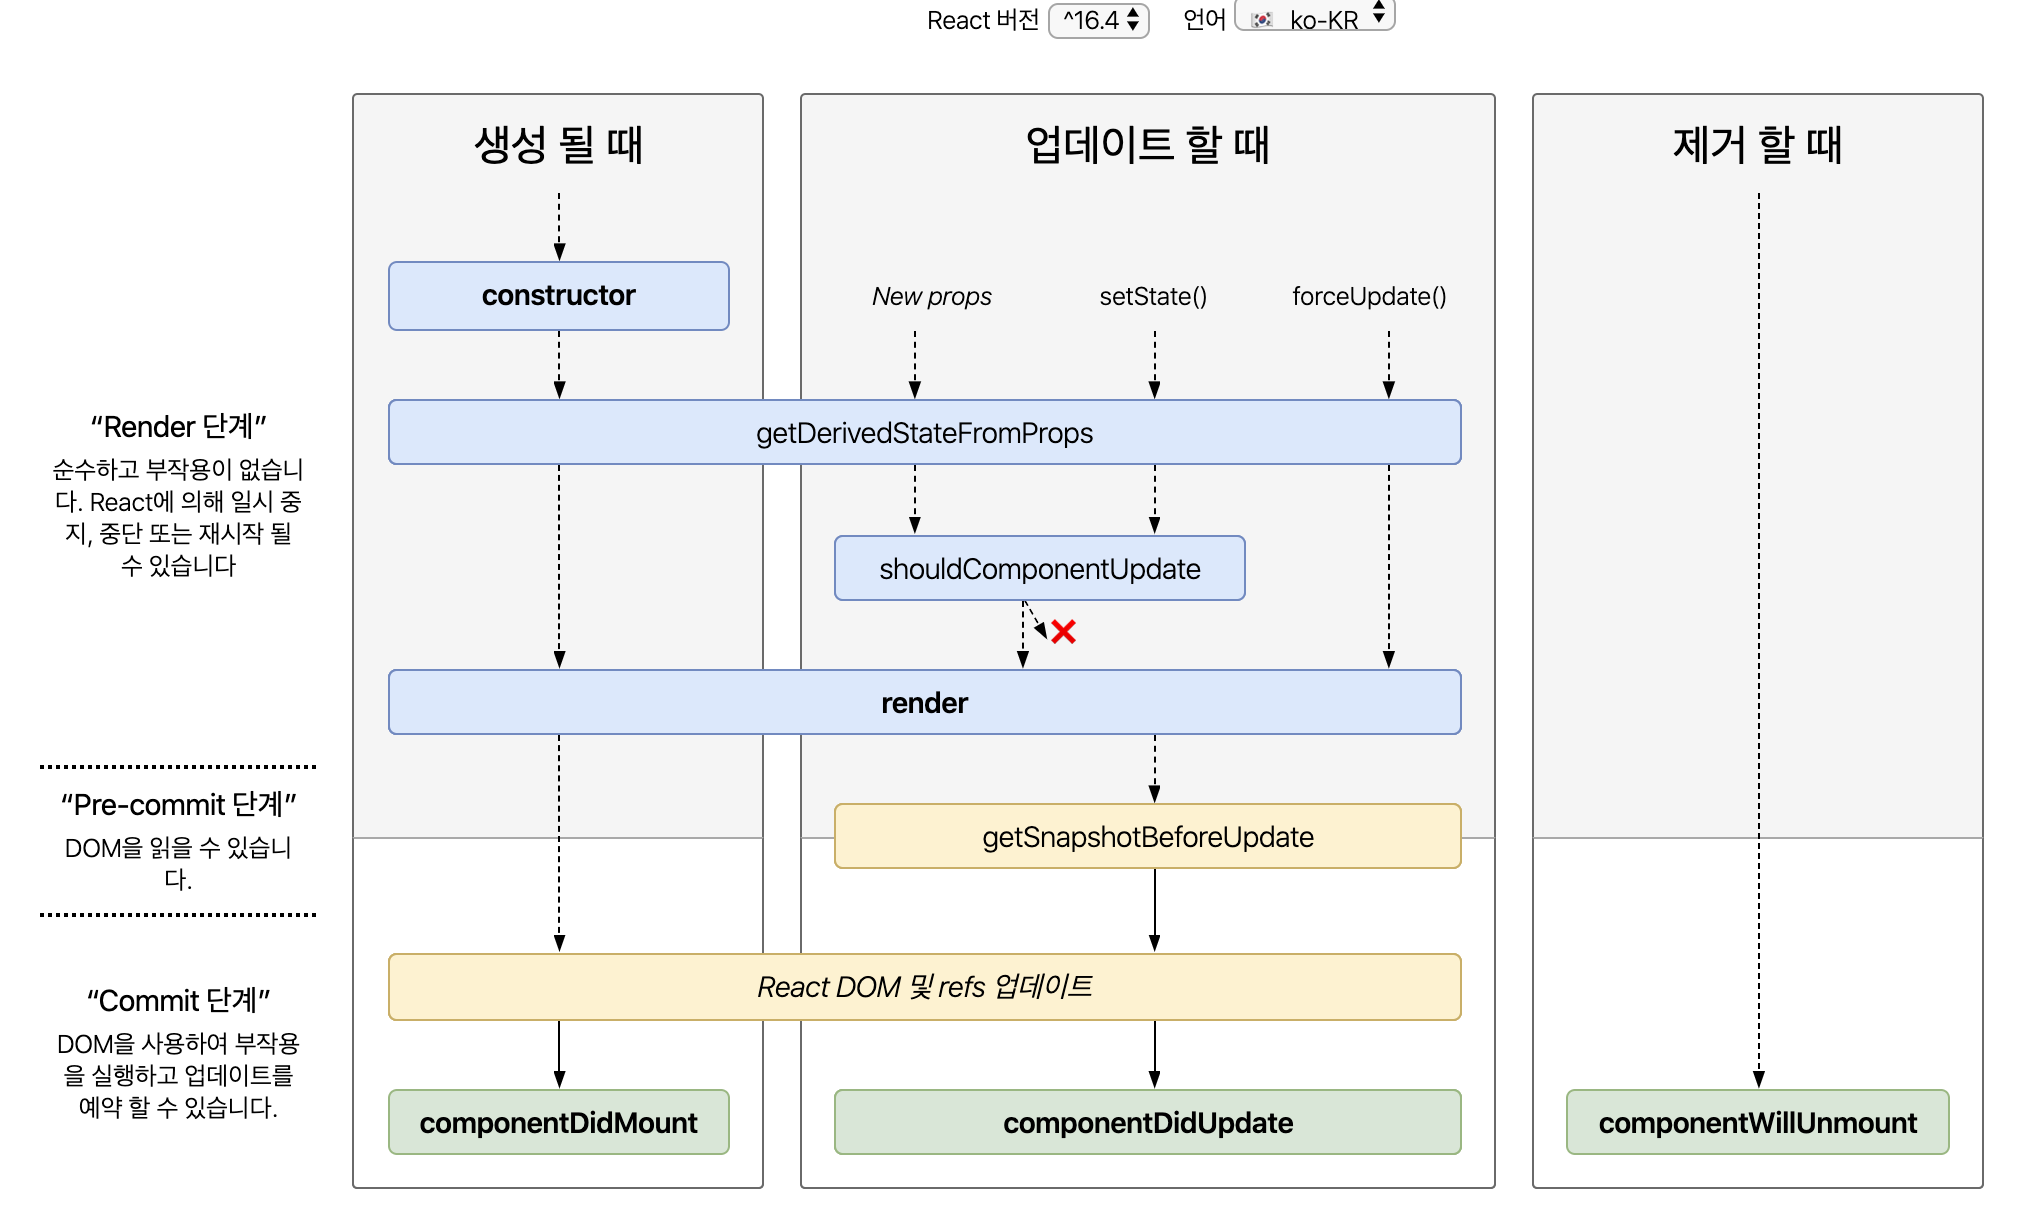 React 버전 ^16.4 언어 🇰🇷 ko-KR
생성 될 때
업데이트 할 때
제거 할 때
constructor
New props
setState()
forceUpdate()
getDerivedStateFromProps
shouldComponentUpdate
render
getSnapshotBeforeUpdate
React DOM 및 refs 업데이트
componentDidMount
componentDidUpdate
componentWillUnmount
“Render 단계”
순수하고 부작용이 없습니
다. React에 의해 일시 중
지, 중단 또는 재시작 될
수 있습니다
“Pre-commit 단계”
DOM을 읽을 수 있습니
다.
“Commit 단계”
DOM을 사용하여 부작용
을 실행하고 업데이트를
예약 할 수 있습니다.